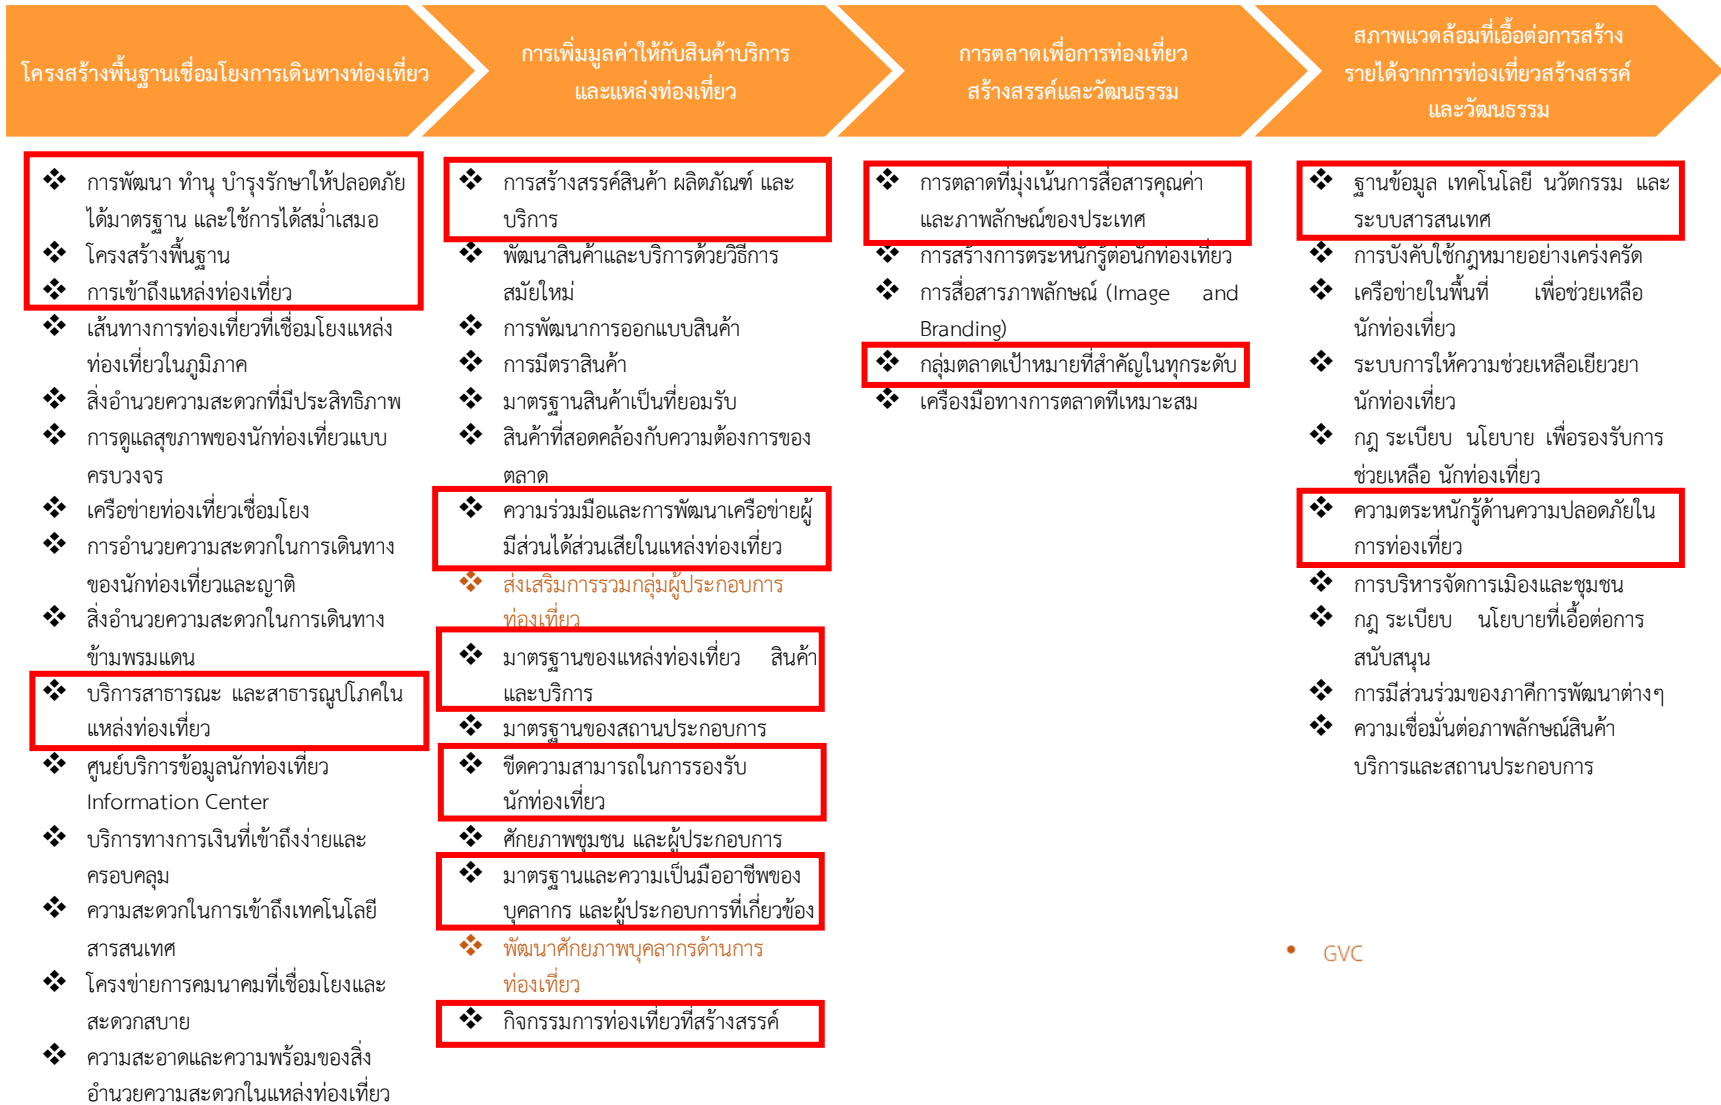 โครงสร้างพื้นฐานเชื่อมโยงการเดินทางท่องเที่ยว
การเพิ่มมูลค่าให้กับสินค้าบริการ
และแหล่งท่องเที่ยว
การตลาดเพื่อการท่องเที่ยว
สร้างสรรค์และวัฒนธรรม
สภาพแวดล้อมที่เอื้อต่อการสร้าง
รายได้จากการท่องเที่ยวสร้างสรรค์
และวัฒนธรรม
❖ การพัฒนา ทำนุ บำรุงรักษาให้ปลอดภัย
ได้มาตรฐาน และใช้การได้สม่ำเสมอ
❖ โครงสร้างพื้นฐาน
❖ การเข้าถึงแหล่งท่องเที่ยว
❖ เส้นทางการท่องเที่ยวที่เชื่อมโยงแหล่ง
ท่องเที่ยวในภูมิภาค
❖ สิ่งอำนวยความสะดวกที่มีประสิทธิภาพ
❖ การดูแลสุขภาพของนักท่องเที่ยวแบบ
ครบวงจร
❖ เครือข่ายท่องเที่ยวเชื่อมโยง
❖ การอำนวยความสะดวกในการเดินทาง
ของนักท่องเที่ยวและญาติ
❖ สิ่งอำนวยความสะดวกในการเดินทาง
ข้ามพรมแดน
❖ บริการสาธารณะ และสาธารณูปโภคใน
แหล่งท่องเที่ยว
❖ ศูนย์บริการข้อมูลนักท่องเที่ยว
Information Center
❖ บริการทางการเงินที่เข้าถึงง่ายและ
ครอบคลุม
❖ ความสะดวกในการเข้าถึงเทคโนโลยี
สารสนเทศ
❖ โครงข่ายการคมนาคมที่เชื่อมโยงและ
สะดวกสบาย
❖ ความสะอาดและความพร้อมของสิ่ง
อำนวยความสะดวกในแหล่งท่องเที่ยว
❖ การสร้างสรรค์สินค้า ผลิตภัณฑ์ และ
บริการ
❖ พัฒนาสินค้าและบริการด้วยวิธีการ
สมัยใหม่
❖ การพัฒนาการออกแบบสินค้า
❖ การมีตราสินค้า
❖ มาตรฐานสินค้าเป็นที่ยอมรับ
❖ สินค้าที่สอดคล้องกับความต้องการของ
ตลาด
❖ ความร่วมมือและการพัฒนาเครือข่ายผู้
มีส่วนได้ส่วนเสียในแหล่งท่องเที่ยว
❖ ส่งเสริมการรวมกลุ่มผู้ประกอบการ
ท่องเที่ยว
❖ มาตรฐานของแหล่งท่องเที่ยว สินค้า
และบริการ
❖ มาตรฐานของสถานประกอบการ
❖ ขีดความสามารถในการรองรับ
นักท่องเที่ยว
❖ ศักยภาพชุมชน และผู้ประกอบการ
❖ มาตรฐานและความเป็นมืออาชีพของ
บุคลากร และผู้ประกอบการที่เกี่ยวข้อง
❖ พัฒนาศักยภาพบุคลากรด้านการ
ท่องเที่ยว
❖ กิจกรรมการท่องเที่ยวที่สร้างสรรค์
❖ การตลาดที่มุ่งเน้นการสื่อสารคุณค่า
และภาพลักษณ์ของประเทศ
❖ การสร้างการตระหนักรู้ต่อนักท่องเที่ยว
❖ การสื่อสารภาพลักษณ์ (Image and
Branding)
❖ กลุ่มตลาดเป้าหมายที่สำคัญในทุกระดับ
❖ เครื่องมือทางการตลาดที่เหมาะสม
❖ ฐานข้อมูล เทคโนโลยี นวัตกรรม และ
ระบบสารสนเทศ
❖ การบังคับใช้กฎหมายอย่างเคร่งครัด
❖ เครือข่ายในพื้นที่ เพื่อช่วยเหลือ
นักท่องเที่ยว
❖ ระบบการให้ความช่วยเหลือเยียวยา
นักท่องเที่ยว
❖ กฎ ระเบียบ นโยบาย เพื่อรองรับการ
ช่วยเหลือ นักท่องเที่ยว
❖ ความตระหนักรู้ด้านความปลอดภัยใน
การท่องเที่ยว
❖ การบริหารจัดการเมืองและชุมชน
❖ กฎ ระเบียบ นโยบายที่เอื้อต่อการ
สนับสนุน
❖ การมีส่วนร่วมของภาคีการพัฒนาต่างๆ
❖ ความเชื่อมั่นต่อภาพลักษณ์สินค้า
บริการและสถานประกอบการ
• GVC